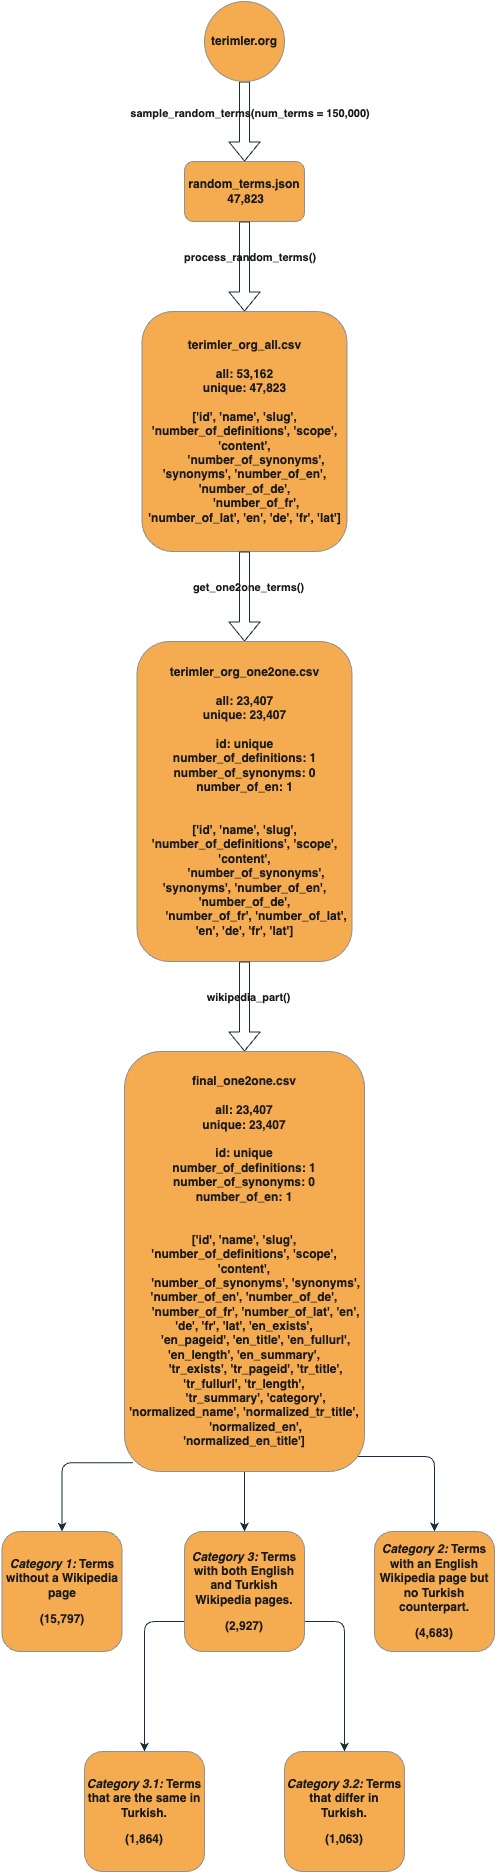 terimler.org
sample_random_terms(num_terms = 150,000)
random_terms.json
47,823
process_random_terms()
terimler_org_all.csv
all: 53,162
unique: 47,823
['id', 'name', 'slug',
'number_of_definitions', 'scope',
'content',
'number_of_synonyms',
'synonyms', 'number_of_en',
'number_of_de',
'number_of_fr',
'number_of_lat', 'en', 'de', 'fr', 'lat']
get_one2one_terms()
terimler_org_one2one.csv
all: 23,407
unique: 23,407
id: unique
number_of_definitions: 1
number_of_synonyms: 0
number_of_en: 1
['id', 'name', 'slug',
'number_of_definitions', 'scope',
'content',
'number_of_synonyms',
'synonyms', 'number_of_en',
'number_of_de',
'number_of_fr', 'number_of_lat',
'en', 'de', 'fr', 'lat']
wikipedia_part()
final_one2one.csv
all: 23,407
unique: 23,407
id: unique
number_of_definitions: 1
number_of_synonyms: 0
number_of_en: 1
['id', 'name', 'slug',
'number_of_definitions', 'scope',
'content',
'number_of_synonyms', 'synonyms',
'number_of_en', 'number_of_de',
'number_of_fr', 'number_of_lat', 'en',
'de', 'fr', 'lat', 'en_exists',
'en_pageid', 'en_title', 'en_fullurl',
'en_length', 'en_summary',
'tr_exists', 'tr_pageid', 'tr_title',
'tr_fullurl', 'tr_length',
'tr_summary', 'category',
'normalized_name', 'normalized_tr_title',
'normalized_en',
'normalized_en_title']
Category 1: Terms
without a Wikipedia
page
(15,797)
Category 3: Terms
with both English
and Turkish
Wikipedia pages.
(2,927)
Category 2: Terms
with an English
Wikipedia page but
no Turkish
counterpart.
(4,683)
Category 3.1: Terms
that are the same in
Turkish.
(1,864)
Category 3.2: Terms
that differ in
Turkish.
(1,063)